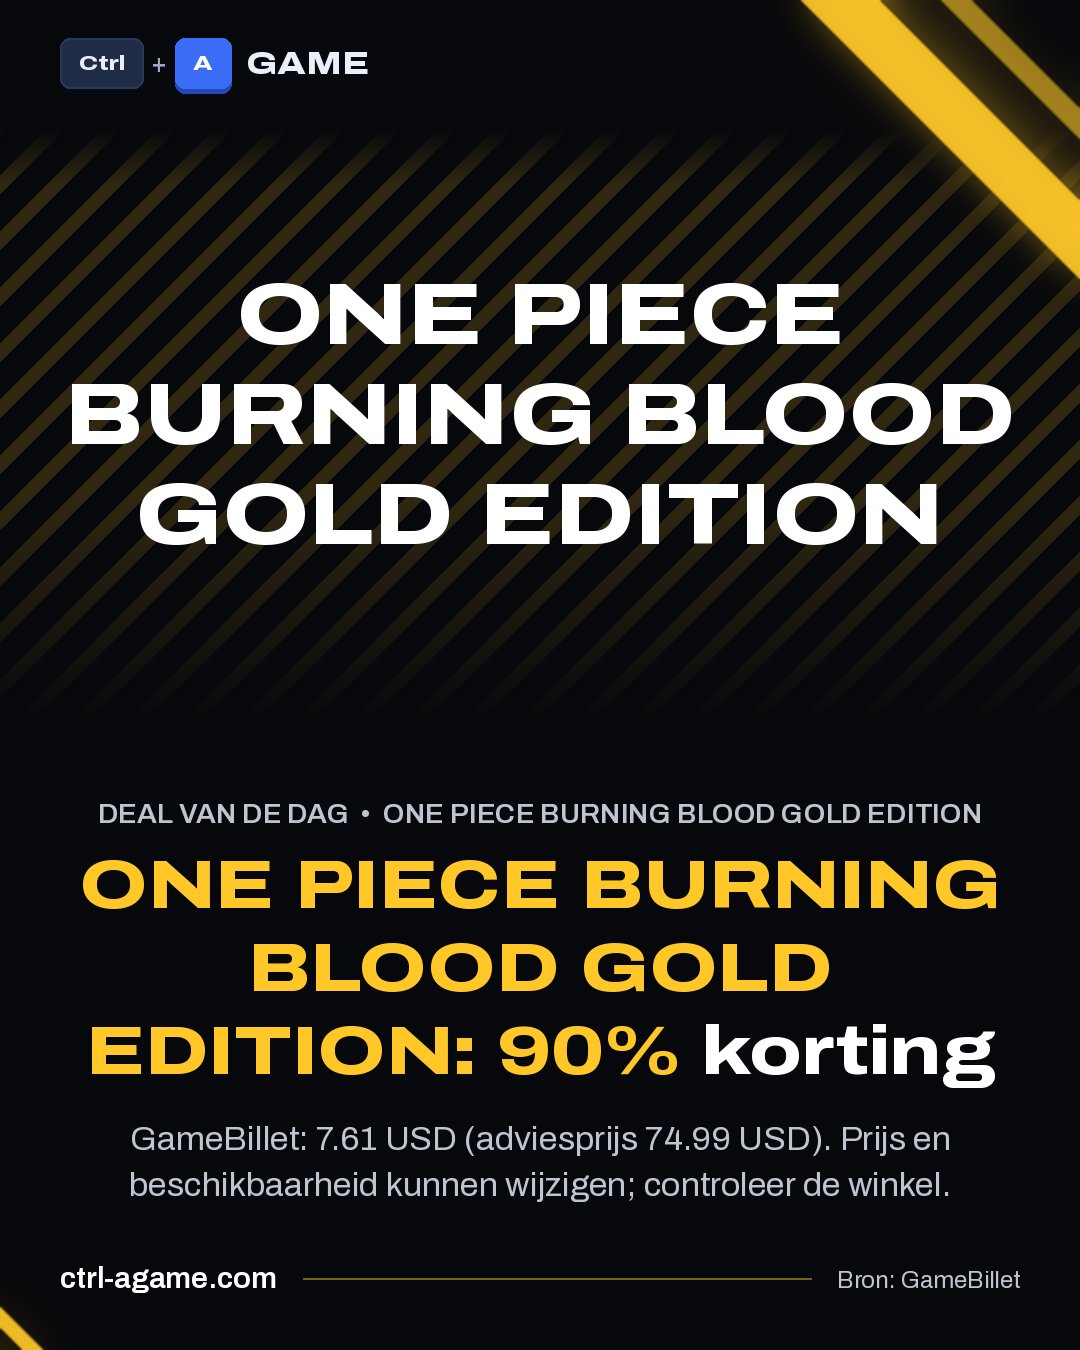 Ctrl + A GAME
ONE PIECE
BURNING BLOOD
GOLD EDITION
DEAL VAN DE DAG • ONE PIECE BURNING BLOOD GOLD EDITION
ONE PIECE BURNING
BLOOD GOLD
EDITION: 90% korting
GameBillet: 7.61 USD (adviesprijs 74.99 USD). Prijs en
beschikbaarheid kunnen wijzigen; controleer de winkel.
ctrl-agame.com
Bron: GameBillet